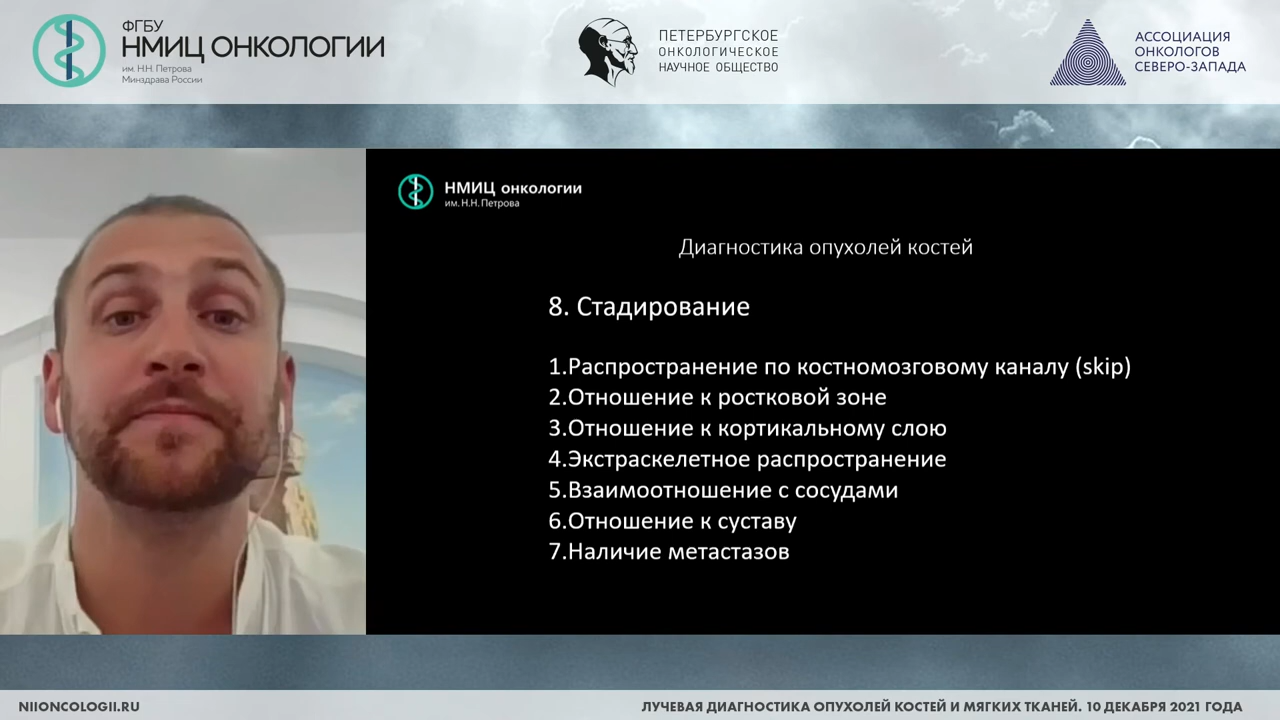 ФГБУ
НМИЦ ОНКОЛОГИИ
им. Н.Н. Петрова
Минздрава России
ПЕТЕРБУРГСКОЕ
ОНКОЛОГИЧЕСКОЕ
НАУЧНОЕ ОБЩЕСТВО
АССОЦИАЦИЯ
ОНКОЛОГОВ
СЕВЕРО-ЗАПАДА
НМИЦ онкологии
им. Н.Н.Петрова
Диагностика опухолей костей
8. Стадирование
1.Распространение по костномозговому каналу (skip)
2.Отношение к ростковой зоне
3.Отношение к кортикальному слою
4.Экстраскелетное распространение
5.Взаимоотношение с сосудами
6.Отношение к суставу
7.Наличие метастазов
NIIONCOLOGII.RU
ЛУЧЕВАЯ ДИАГНОСТИКА ОПУХОЛЕЙ КОСТЕЙ И МЯГКИХ ТКАНЕЙ. 10 ДЕКАБРЯ 2021 ГОДА